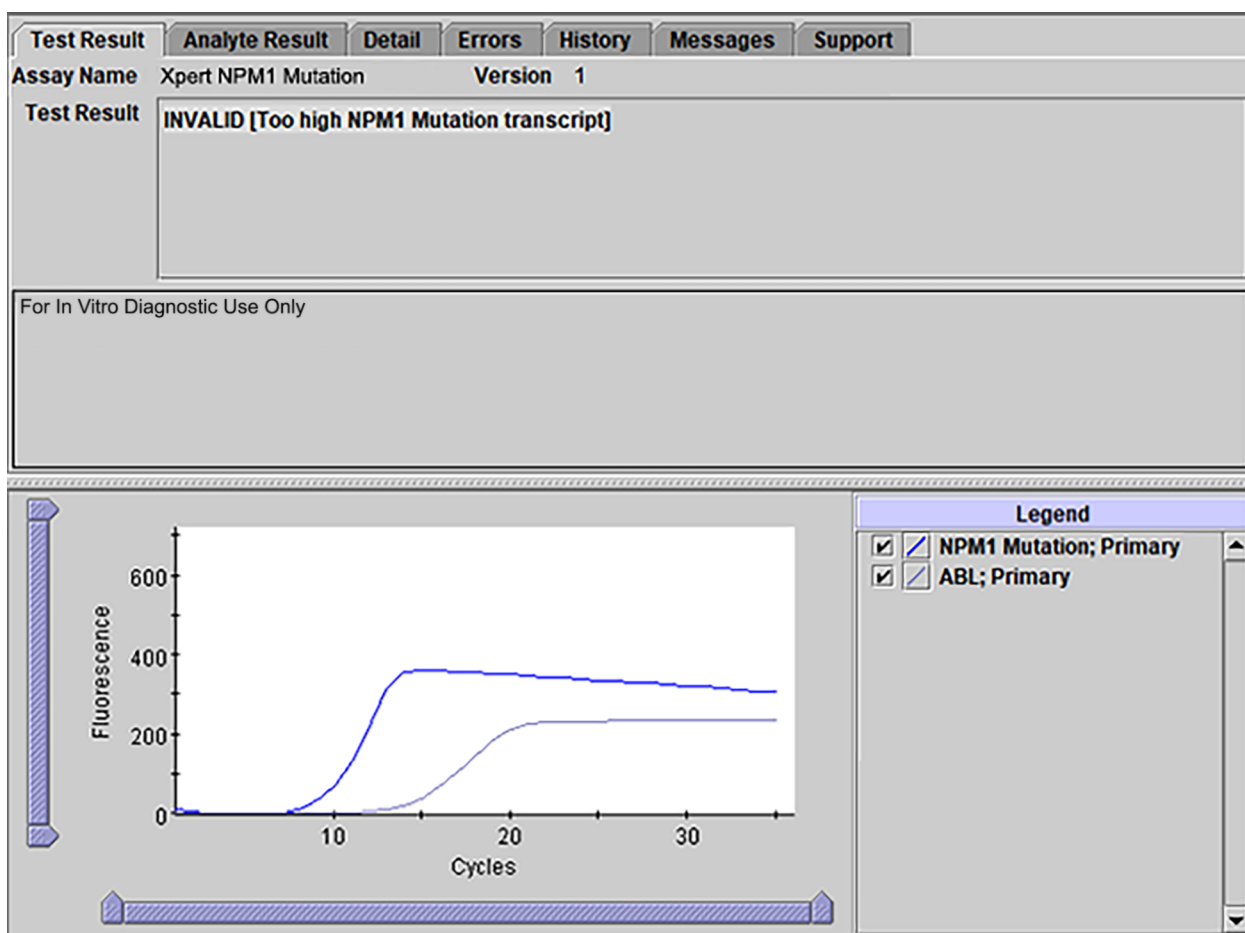 Test Result Analyte Result Detail Errors History Messages Support
Assay Name Xpert NPM1 Mutation Version 1
Test Result INVALID [Too high NPM1 Mutation transcript]
For In Vitro Diagnostic Use Only
Legend
NPM1 Mutation; Primary
ABL; Primary
600
400
200
0
Fluorescence
10 20 30
Cycles